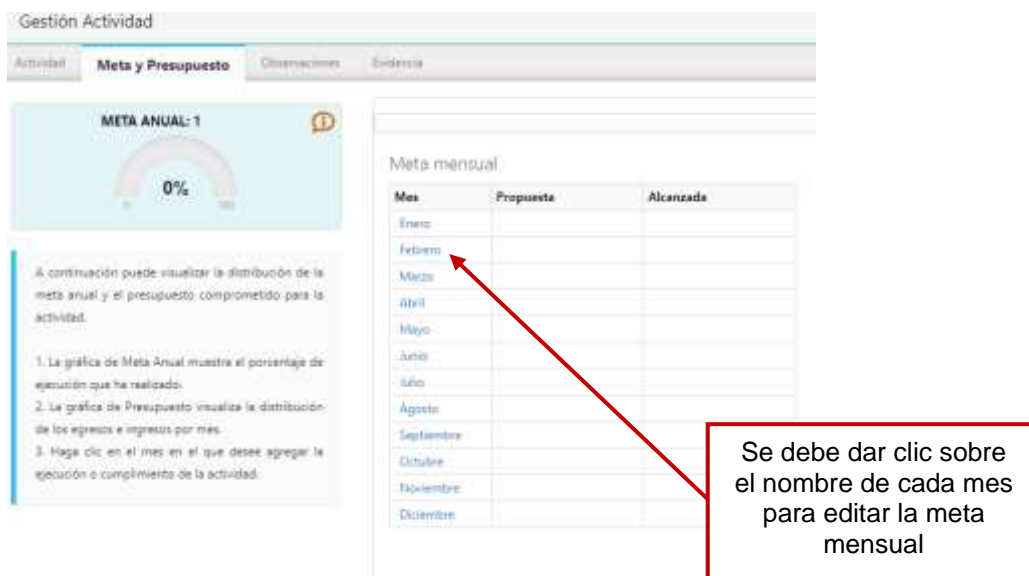 Gestión Actividad
Actividad Meta y Presupuesto Observaciones Evidencia
META ANUAL: 1
0%
0 100
A continuación puede visualizar la distribución de la
meta anual y el presupuesto comprometido para la
actividad.
1. La gráfica de Meta Anual muestra el porcentaje de
ejecución que ha realizado.
2. La gráfica de Presupuesto visualiza la distribución
de los egresos e ingresos por mes.
3. Haga clic en el mes en el que desee agregar la
ejecución o cumplimiento de la actividad.
Meta mensual
Mes Propuesta Alcanzada
Enero
Febrero
Marzo
Abril
Mayo
Junio
Julio
Agosto
Septiembre
Octubre
Noviembre
Diciembre
Se debe dar clic sobre
el nombre de cada mes
para editar la meta
mensual